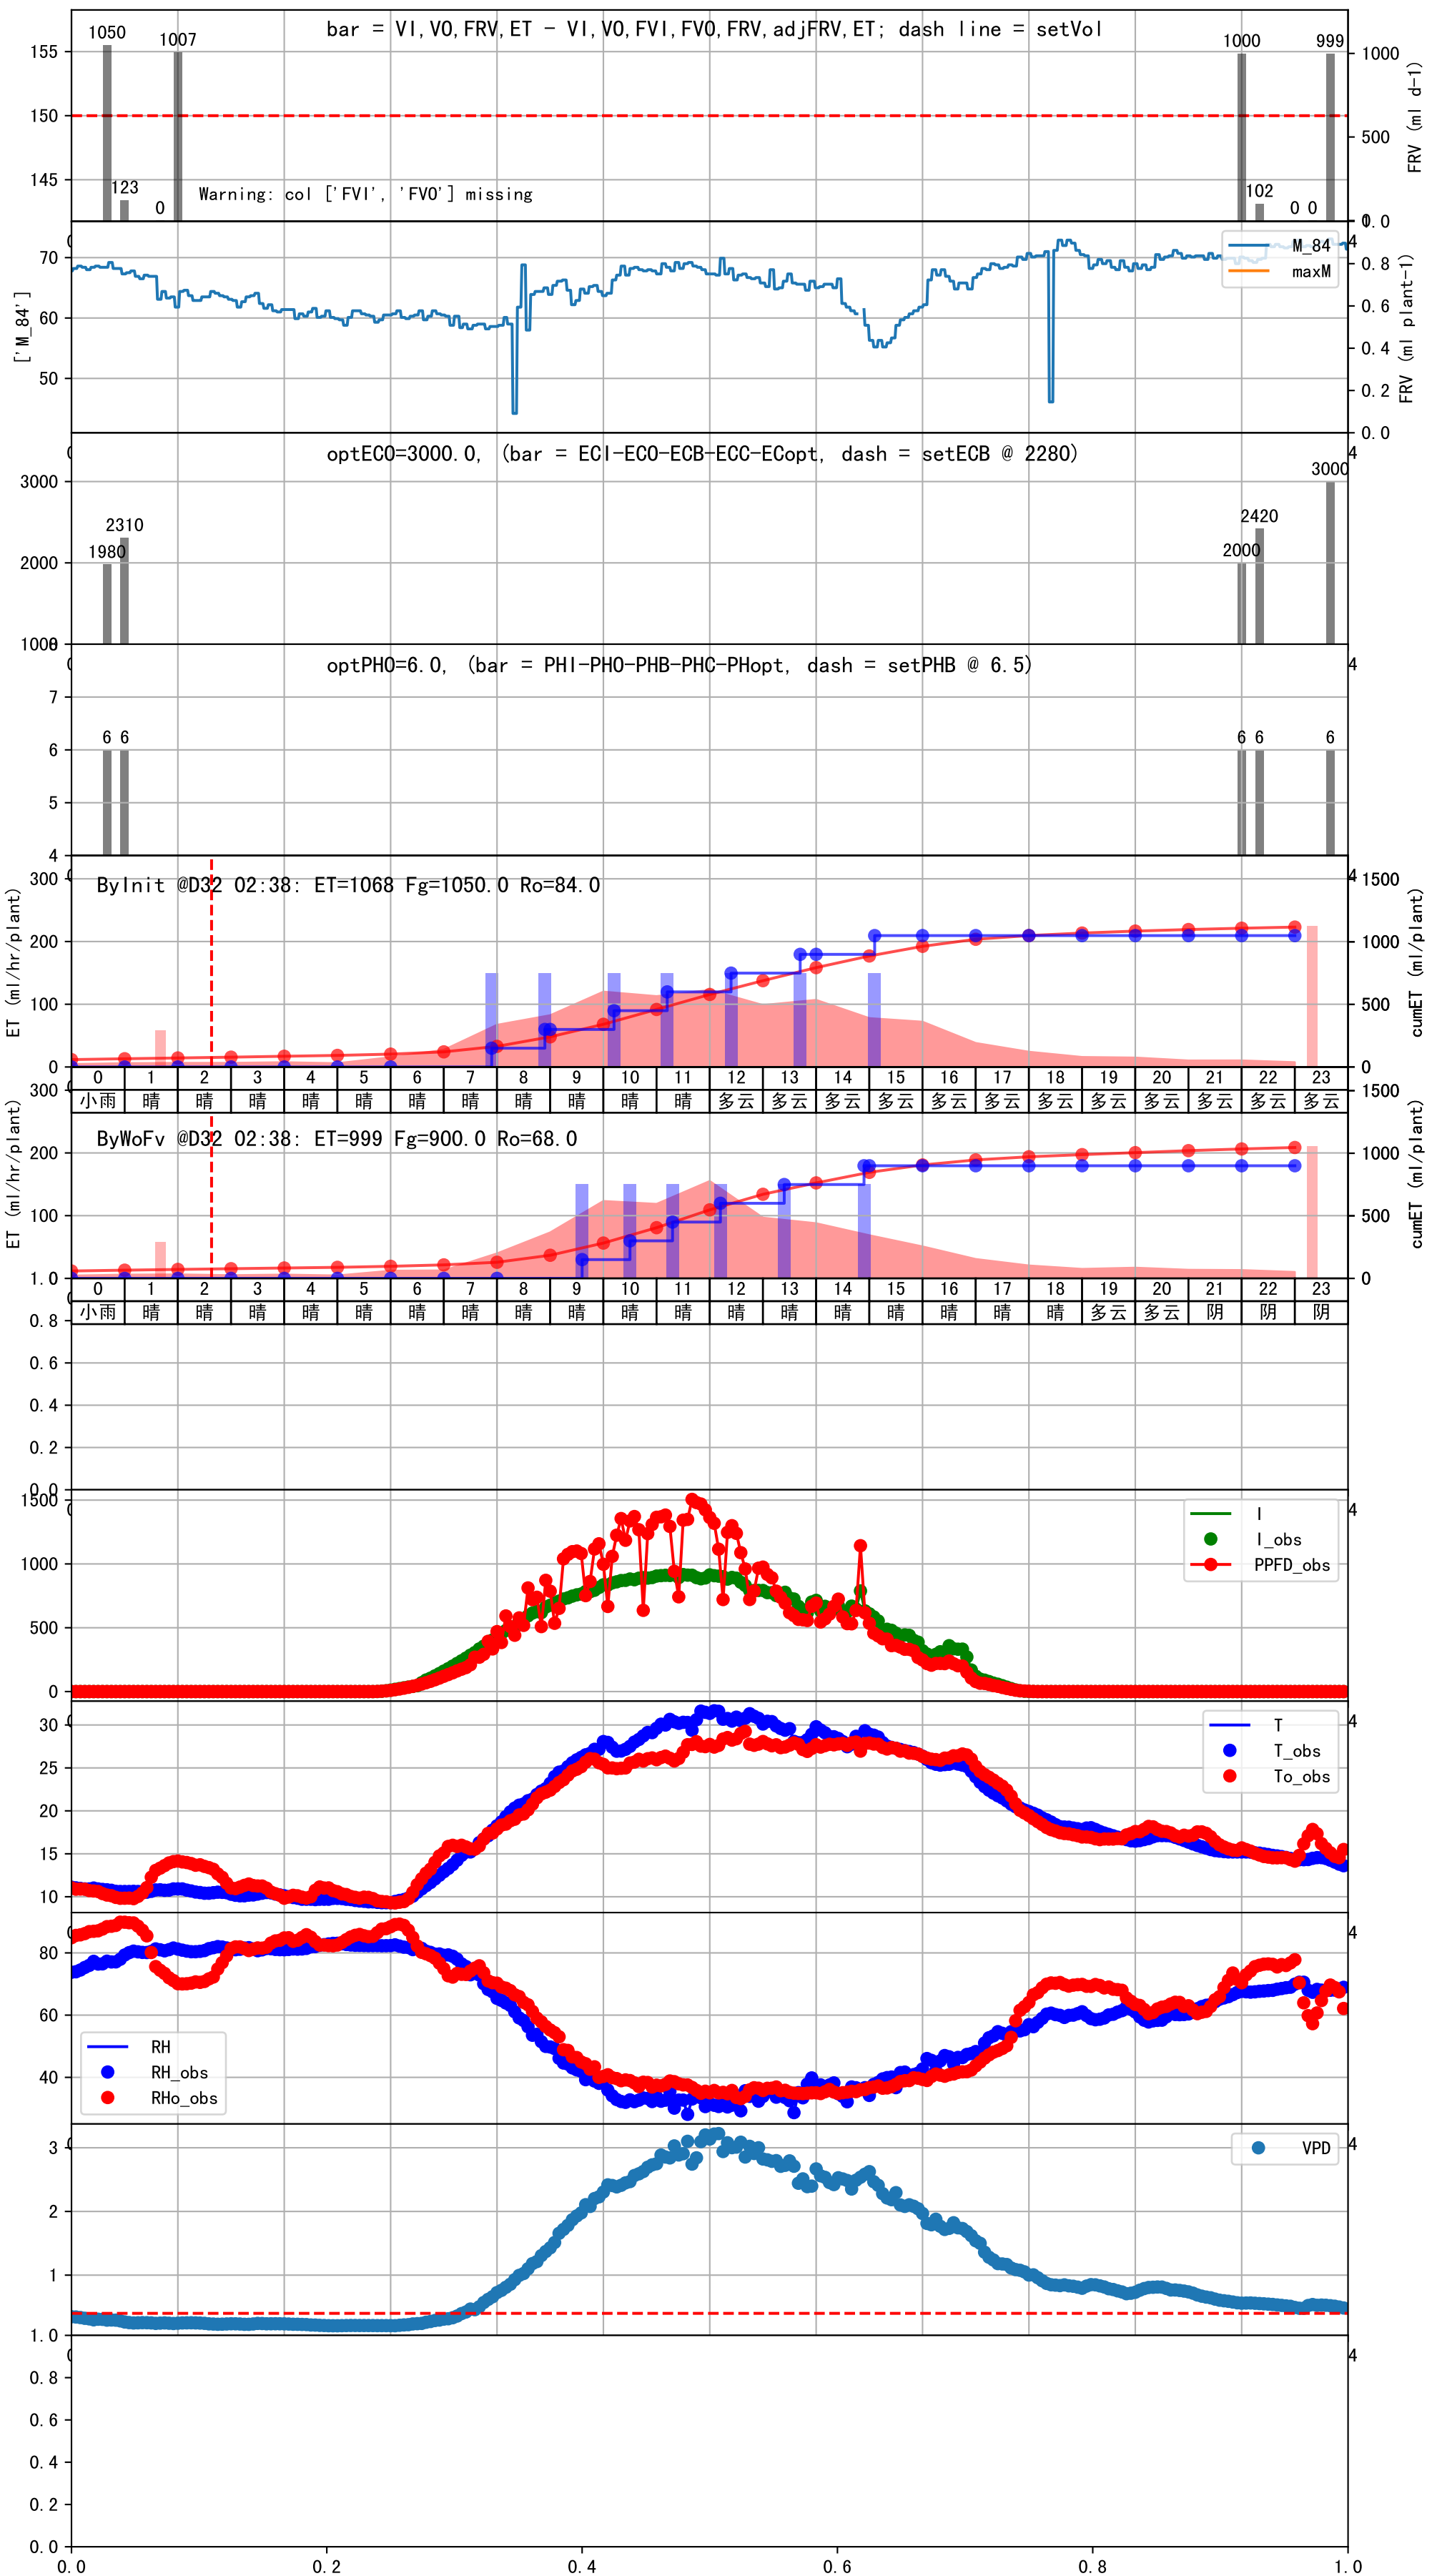 bar = VI,VO,FRV,ET - VI,VO,FVI,FVO,FRV,adjFRV,ET; dash line = setVol
1050
1007
1000
999
155
1000
150
500
145
123
0
102
0 0
Warning: col ['FVI', 'FVO'] missing
FRV (ml d-1)
0.0
4
70
60
50
['M_84']
M_84
maxM
0.8
0.6
0.4
0.2
0.0
FRV (ml plant-1)
optECO=3000.0, (bar = ECI-ECO-ECB-ECC-ECopt, dash = setECB @ 2280)
4
3000
3000
2310
1980
2420
2000
2000
optPHO=6.0, (bar = PHI-PHO-PHB-PHC-PHopt, dash = setPHB @ 6.5)
4
7
6 6
6 6
6
6
5
4
ByInit @D32 02:38: ET=1068 Fg=1050.0 Ro=84.0
4
300
200
100
0
ET (ml/hr/plant)
1500
1000
500
0
cumET (ml/plant)
0 1 2 3 4 5 6 7 8 9 10 11 12 13 14 15 16 17 18 19 20 21 22 23
小雨 晴 晴 晴 晴 晴 晴 晴 晴 晴 晴 晴 多云 多云 多云 多云 多云 多云 多云 多云 多云 多云 多云 多云
ByWoFv @D32 02:38: ET=999 Fg=900.0 Ro=68.0
300
200
100
ET (ml/hr/plant)
1500
1000
500
0
cumET (ml/plant)
0 1 2 3 4 5 6 7 8 9 10 11 12 13 14 15 16 17 18 19 20 21 22 23
小雨 晴 晴 晴 晴 晴 晴 晴 晴 晴 晴 晴 晴 晴 晴 晴 晴 晴 晴 多云 多云 阴 阴 阴
1.0
0.8
0.6
0.4
0.2
0.0
1500
1000
500
0
I
I_obs
PPFD_obs
4
30
25
20
15
10
T
T_obs
To_obs
4
80
60
40
RH
RH_obs
RHo_obs
4
3
2
1
VPD
4
1.0
0.8
0.6
0.4
0.2
0.0
4
0.0 0.2 0.4 0.6 0.8 1.0